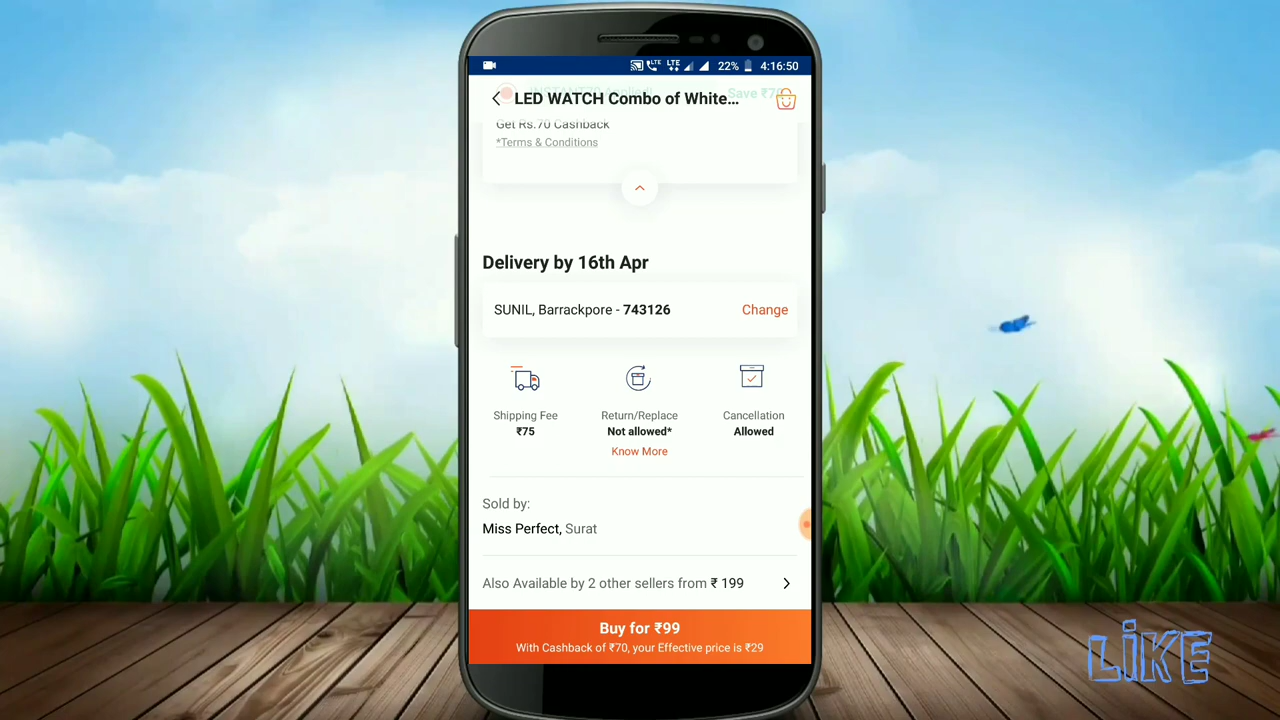 22% 4:16:50
LED WATCH Combo of White...
Save ₹70
Get Rs.70 Cashback
*Terms & Conditions
Delivery by 16th Apr
SUNIL, Barrackpore - 743126 Change
Shipping Fee
₹75
Return/Replace
Not allowed*
Know More
Cancellation
Allowed
Sold by:
Miss Perfect, Surat
Also Available by 2 other sellers from ₹ 199
Buy for ₹99
With Cashback of ₹70, your Effective price is ₹29
LiKE